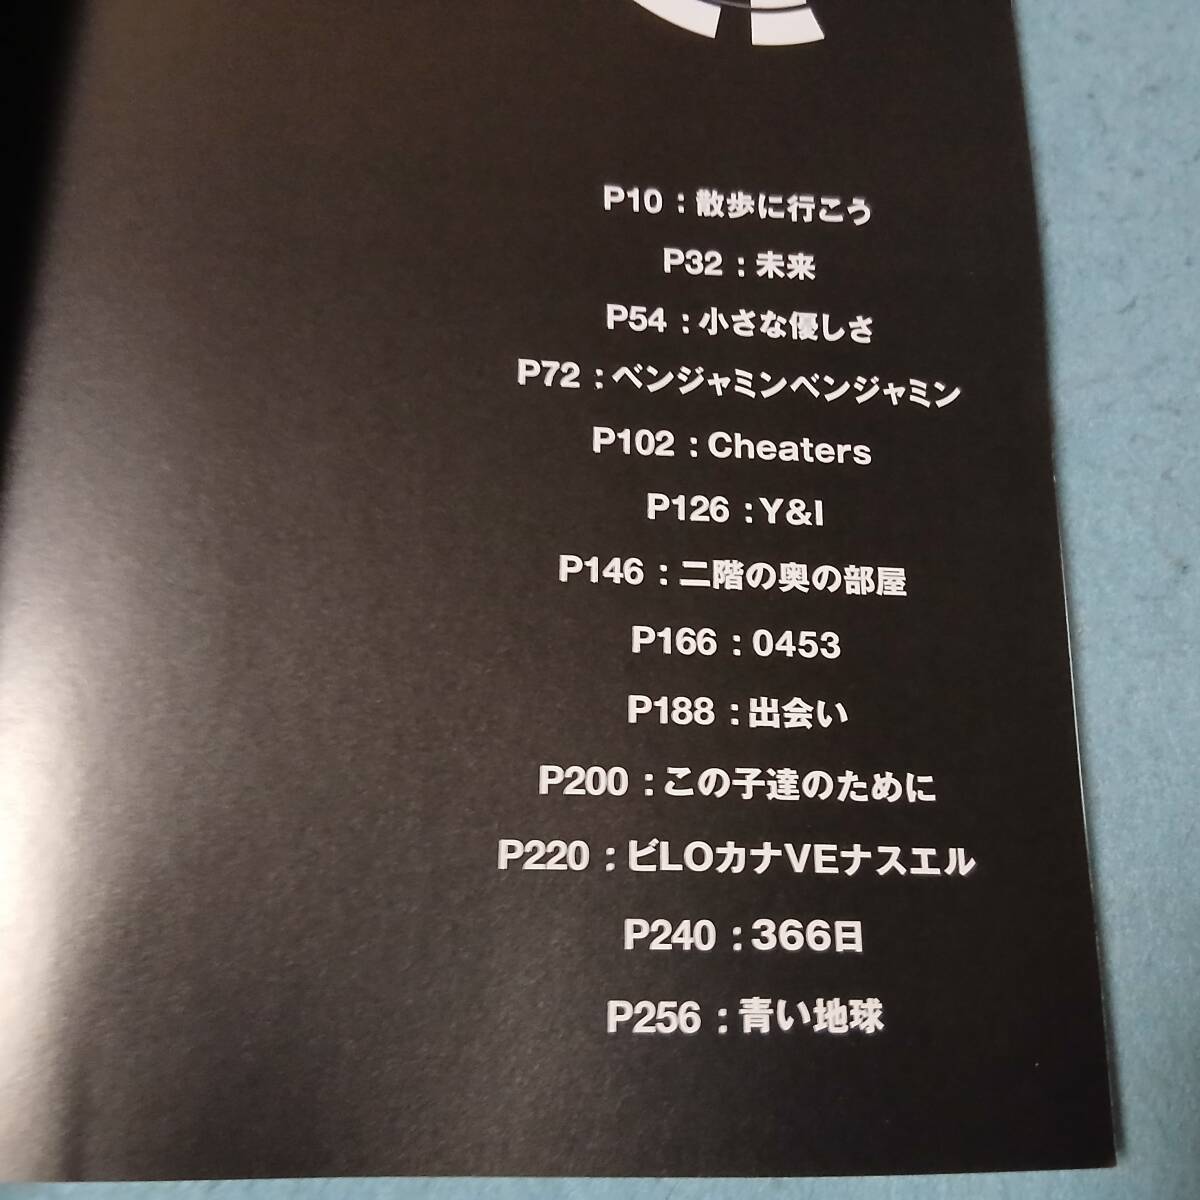 P10：散歩に行こう
P32：未来
P54：小さな優しさ
P72：ベンジャミンベンジャミン
P102：Cheaters
P126：Y&I
P146：二階の奥の部屋
P166：0453
P188：出会い
P200：この子達のために
P220：ビLOカナVEナスエル
P240：366日
P256：青い地球